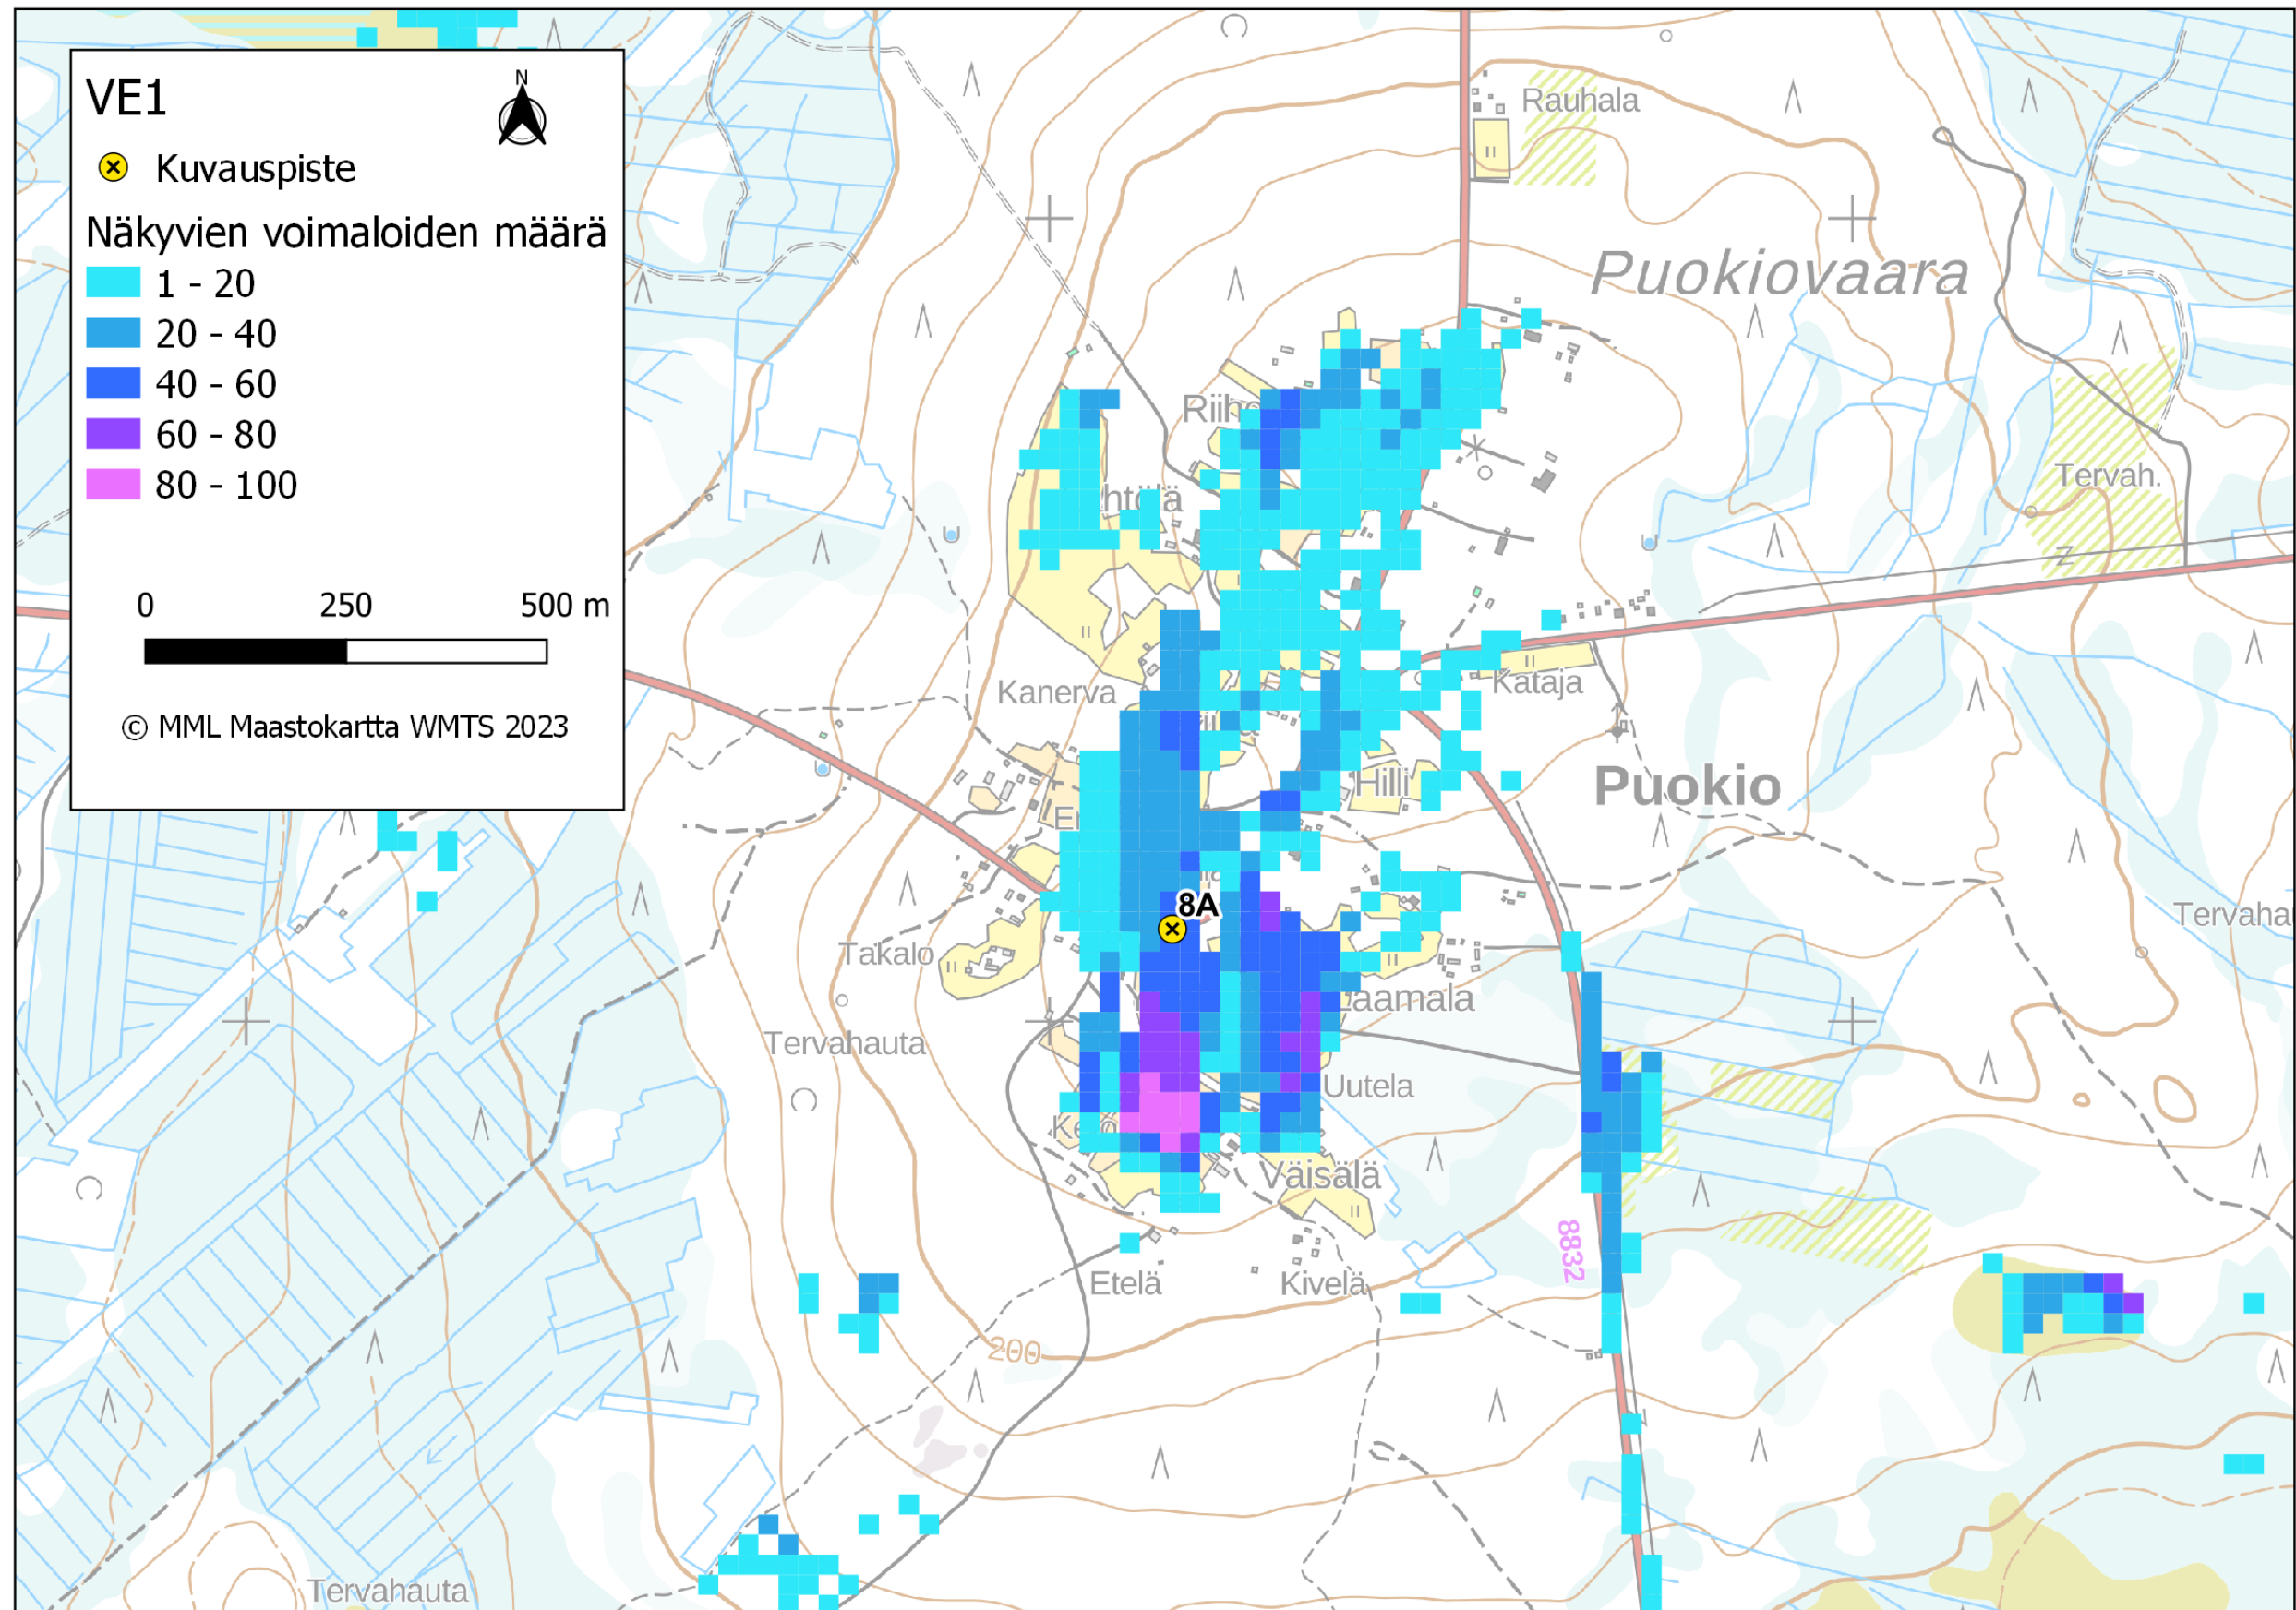 VE1
N
Kuvauspiste
Näkyvien voimaloiden määrä
1 - 20
20 - 40
40 - 60
60 - 80
80 - 100
0 250 500 m
© MML Maastokartta WMTS 2023
Rauhala
Puokiovaara
Tervah.
Z
Kanerva
Kataja
Hilli
Puokio
8A
Takalo
Tervaha
Tervahauta
Uutela
Väisälä
8832
Etelä
Kivelä
200
Tervahauta